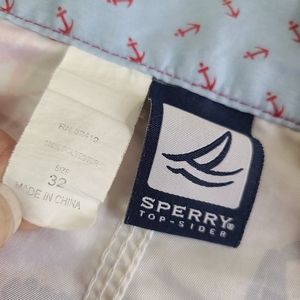 SIZE
32
MADE IN CHINA
SPERRY®
TOP-SIDER